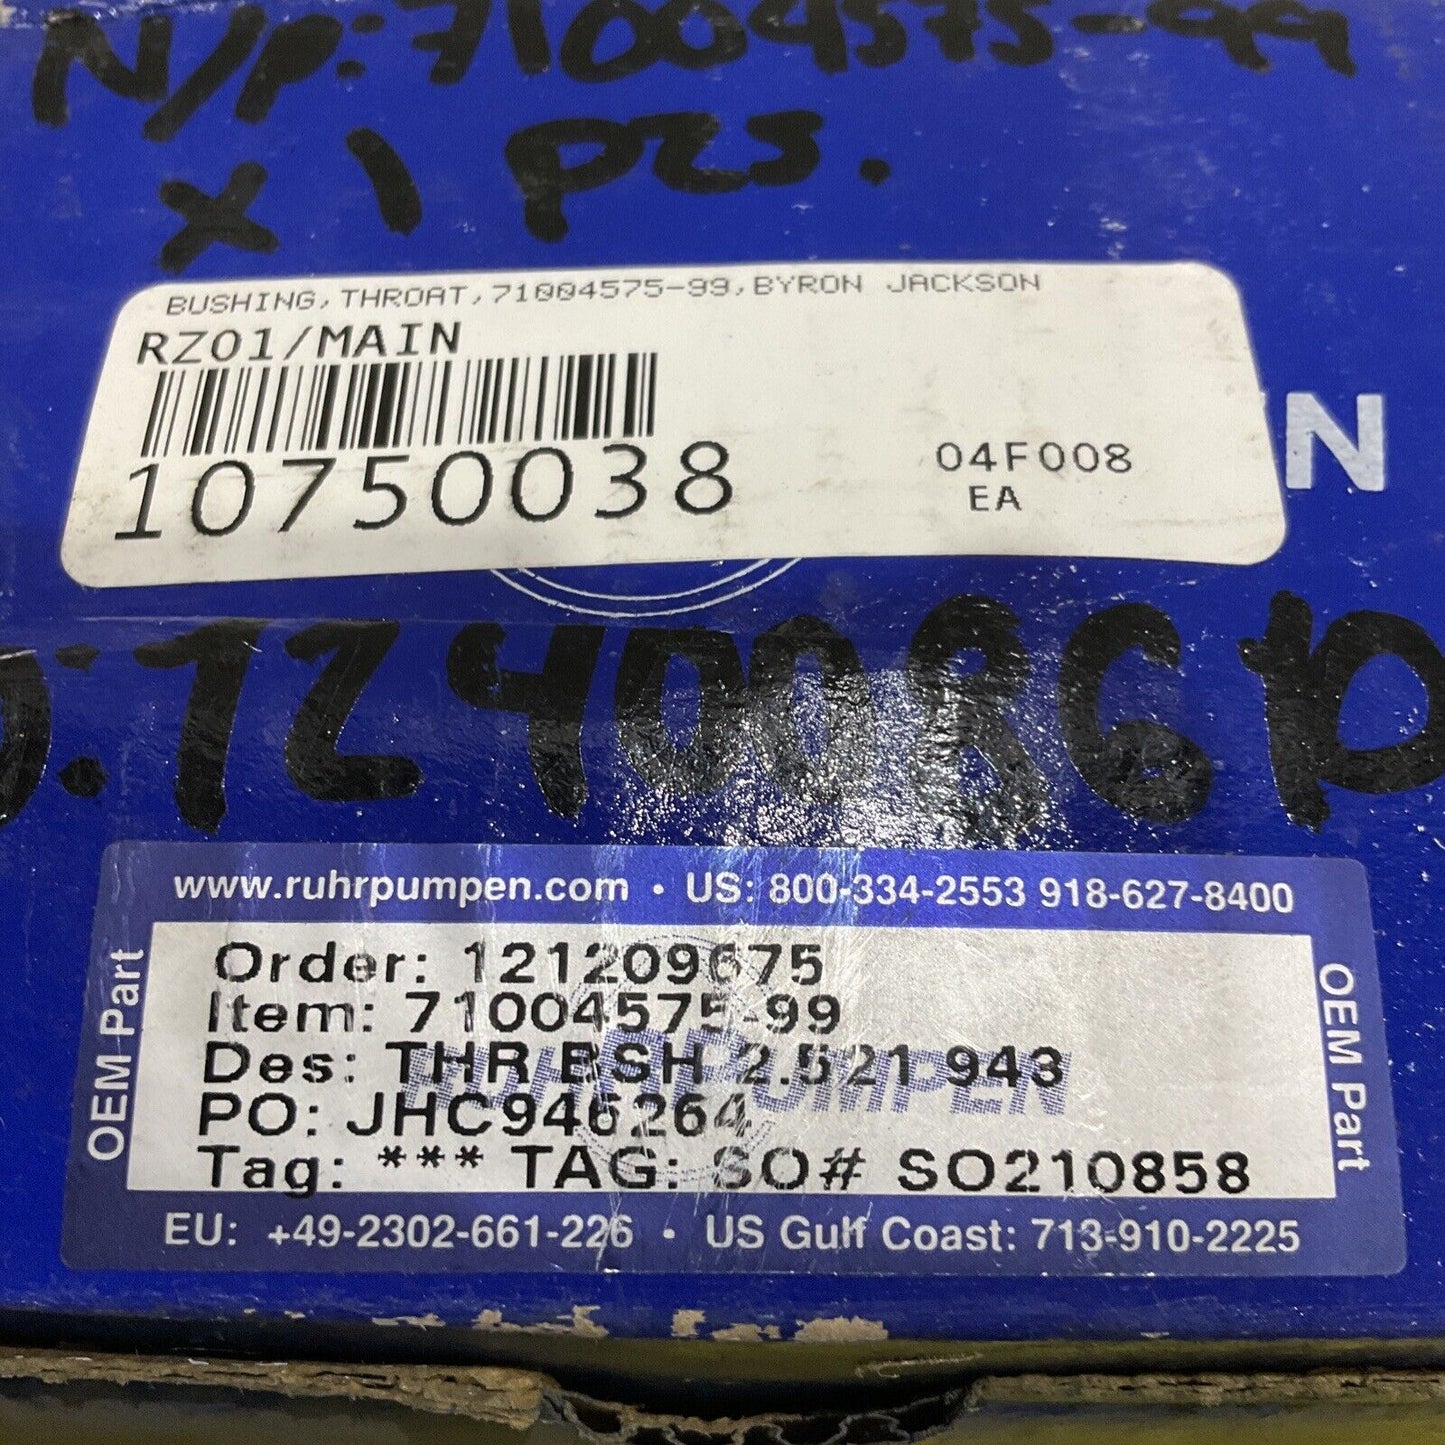 N/P: 71004575-99
x 1 pzs.
BUSHING, THROAT, 71004575-99, BYRON JACKSON
RZ01/MAIN
10750038
04F008
EA
N
www.ruhrpumpen.com • US: 800-334-2553 918-627-8400
OEM Part
Order: 121209675
Item: 71004575-99
Des: THR BSH 2.521 943
PO: JHC946264
Tag: *** TAG: SO# SO210858
RUHRPUMPEN
OEM Part
EU: +49-2302-661-226 • US Gulf Coast: 713-910-2225